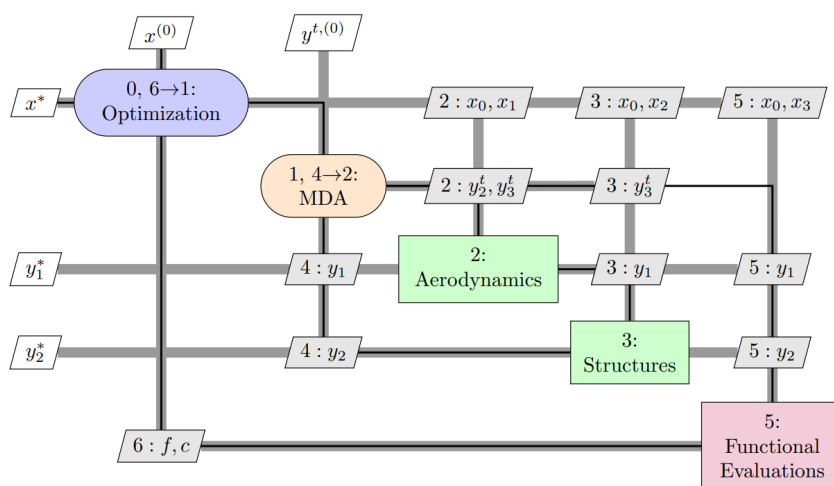 x^{(0)}
y^{t,(0)}
x^*
0, 6→1:
Optimization
2 : x_0, x_1
3 : x_0, x_2
5 : x_0, x_3
1, 4→2:
MDA
2 : y_2^t, y_3^t
3 : y_3^t
y_1^*
4 : y_1
2:
Aerodynamics
3 : y_1
5 : y_1
y_2^*
4 : y_2
3:
Structures
5 : y_2
6 : f, c
5:
Functional
Evaluations